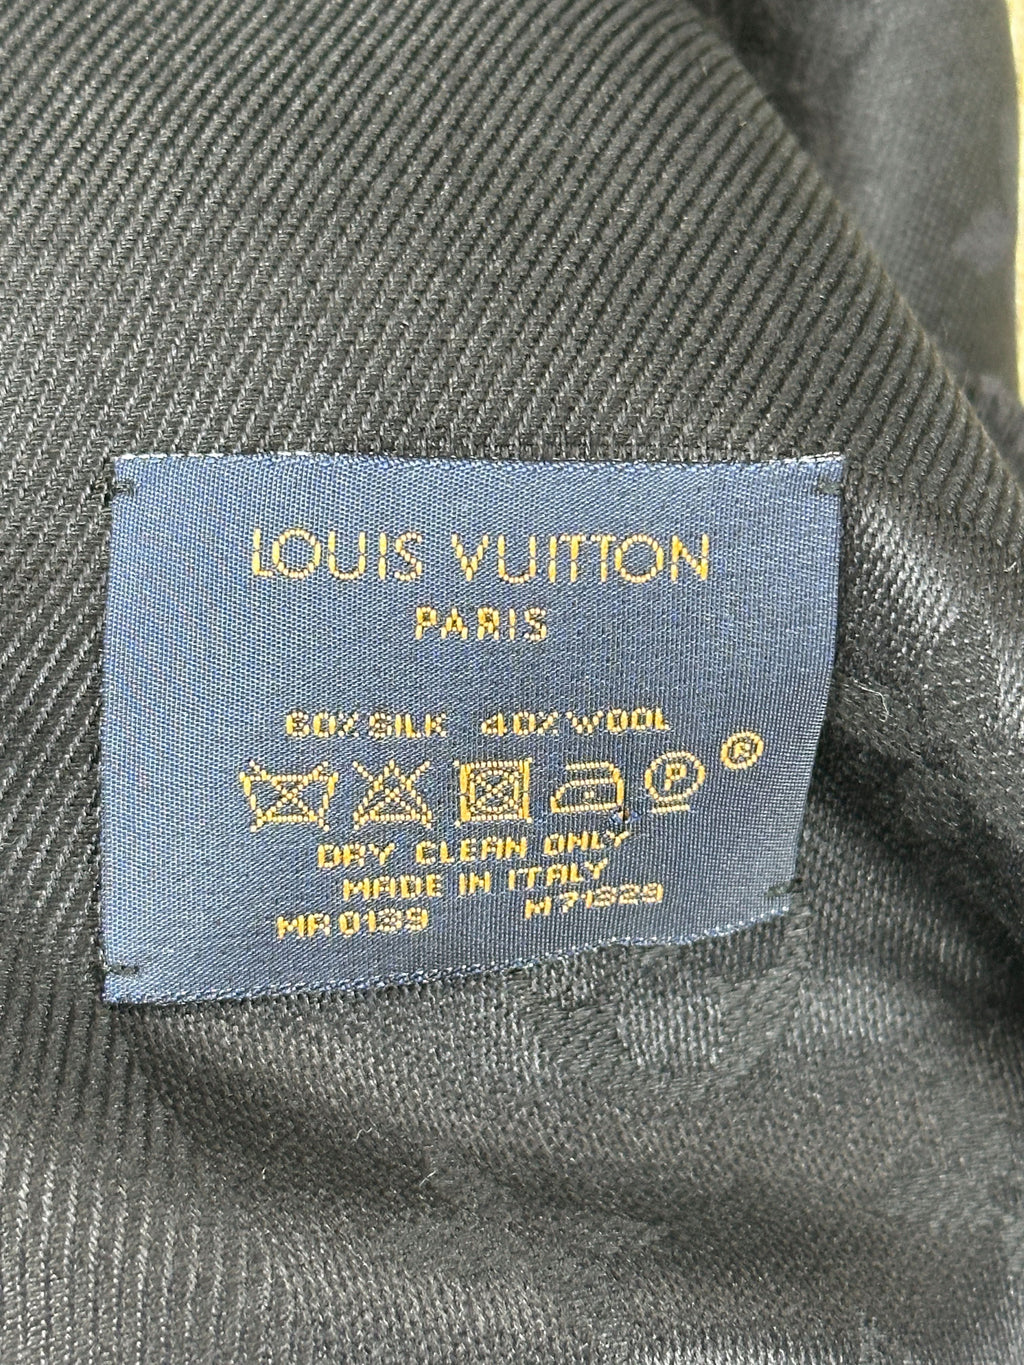 LOUIS VUITTON
PARIS
60% SILK 40% WOOL
P ®
DRY CLEAN ONLY
MADE IN ITALY
MR0139 M71329